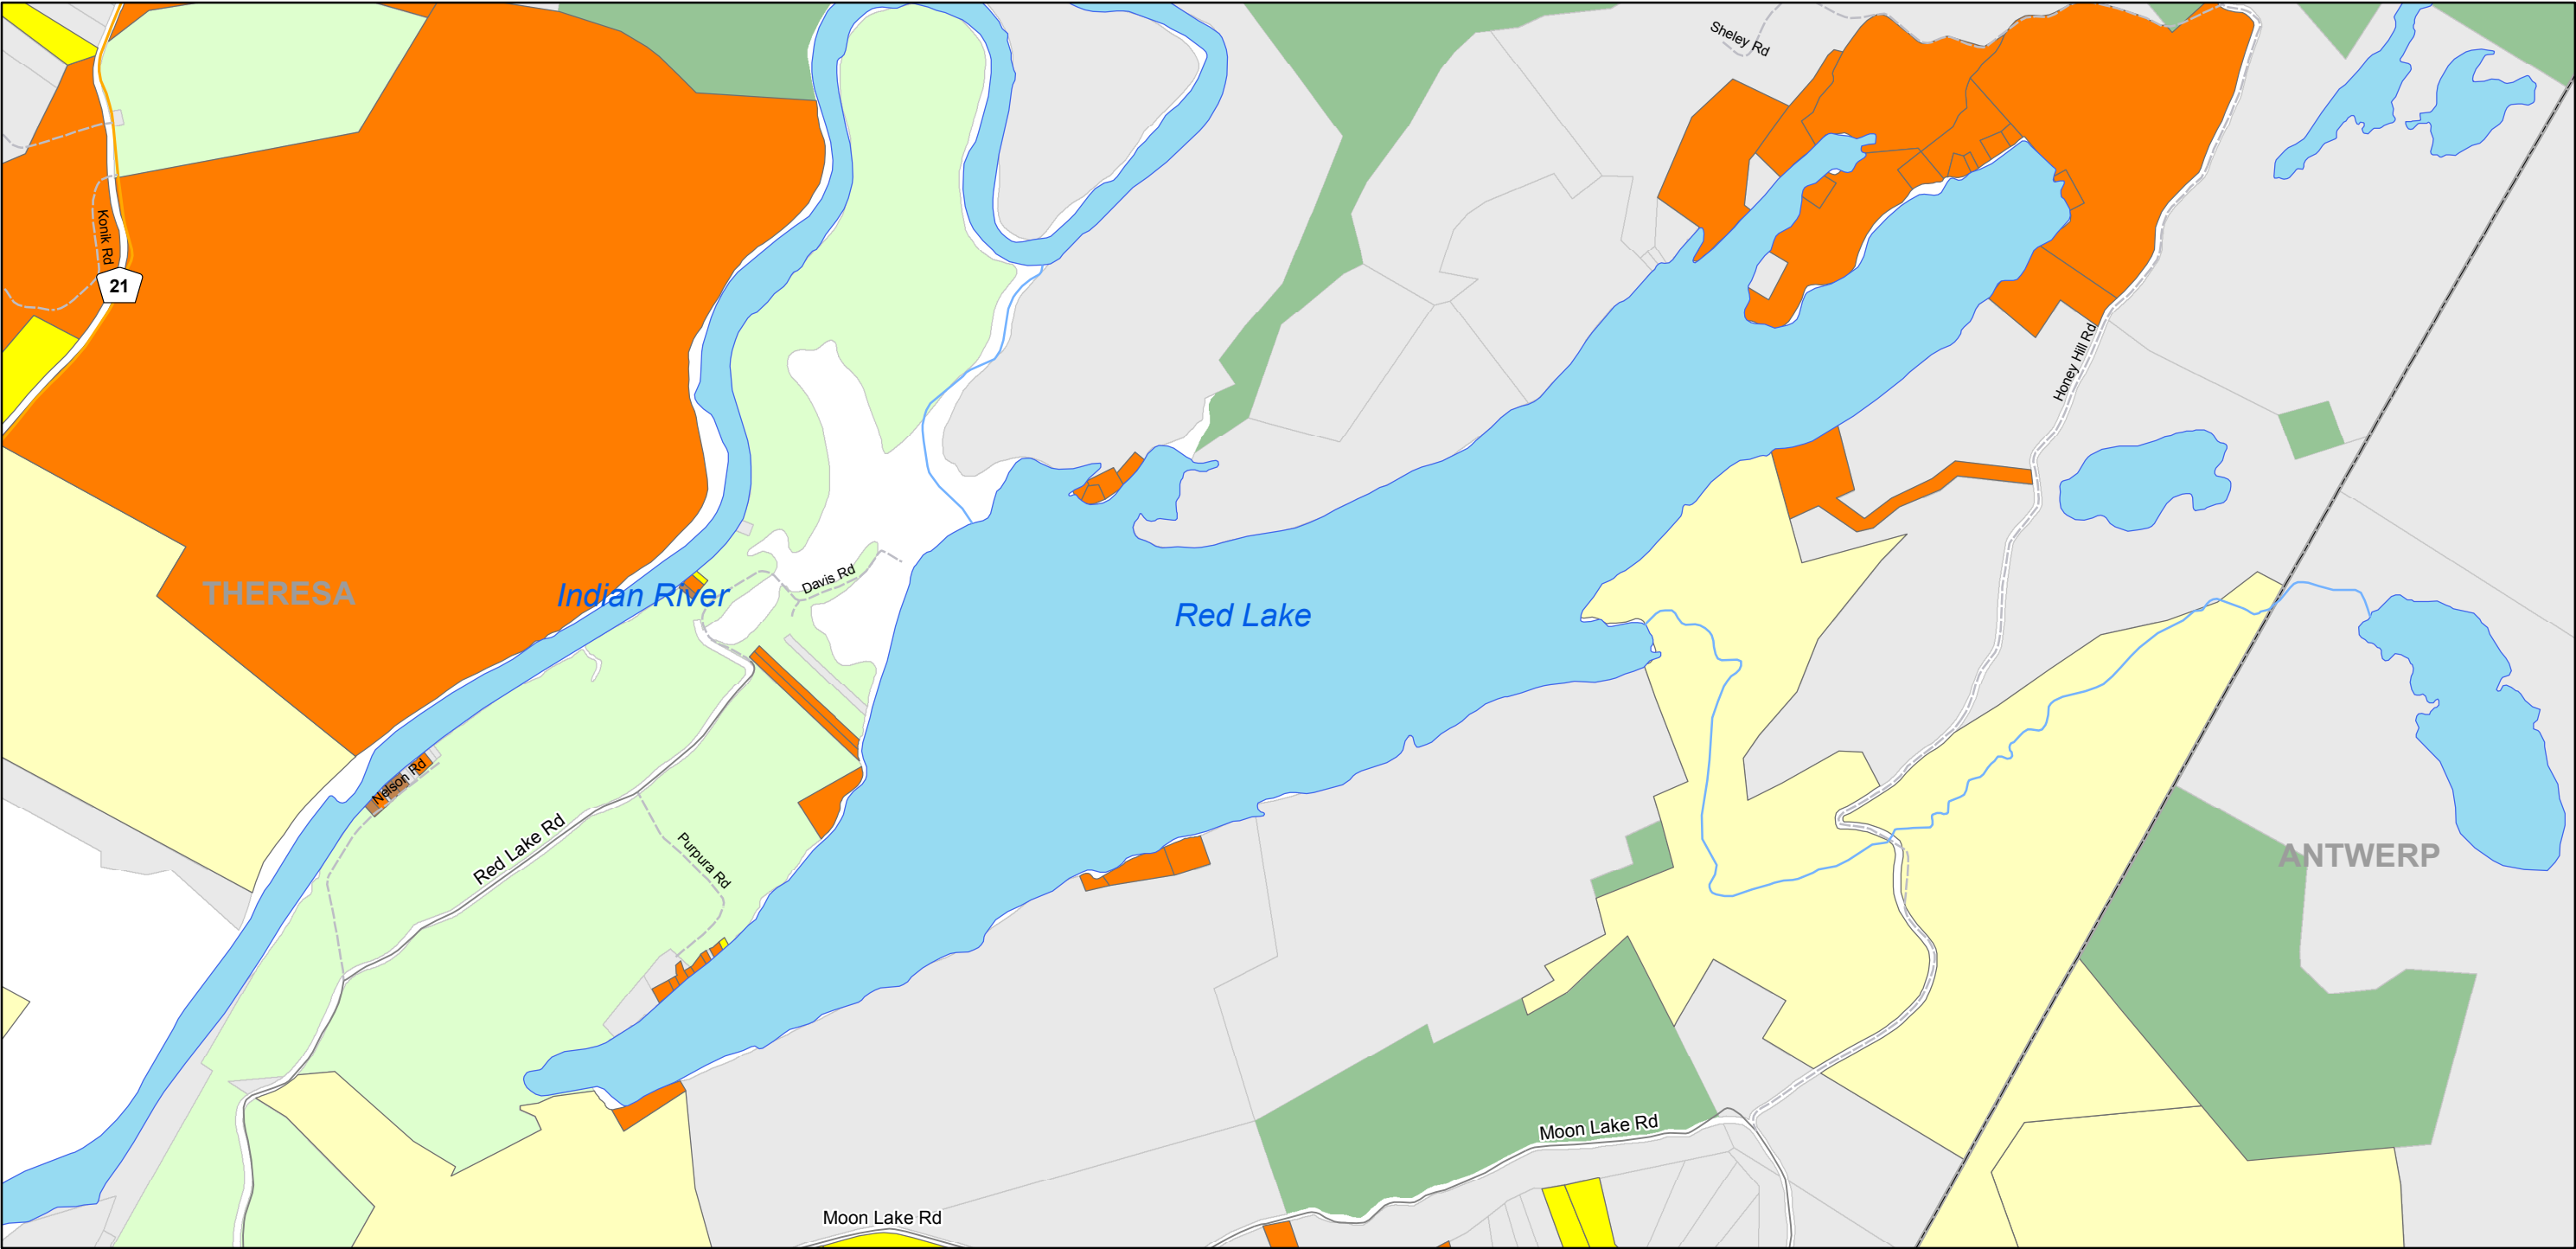 Sheley Rd
Konik Rd
21
Honey Hill Rd
Davis Rd
THERESA
Indian River
Red Lake
Nelson Rd
Red Lake Rd
Purpura Rd
ANTWERP
Moon Lake Rd
Moon Lake Rd